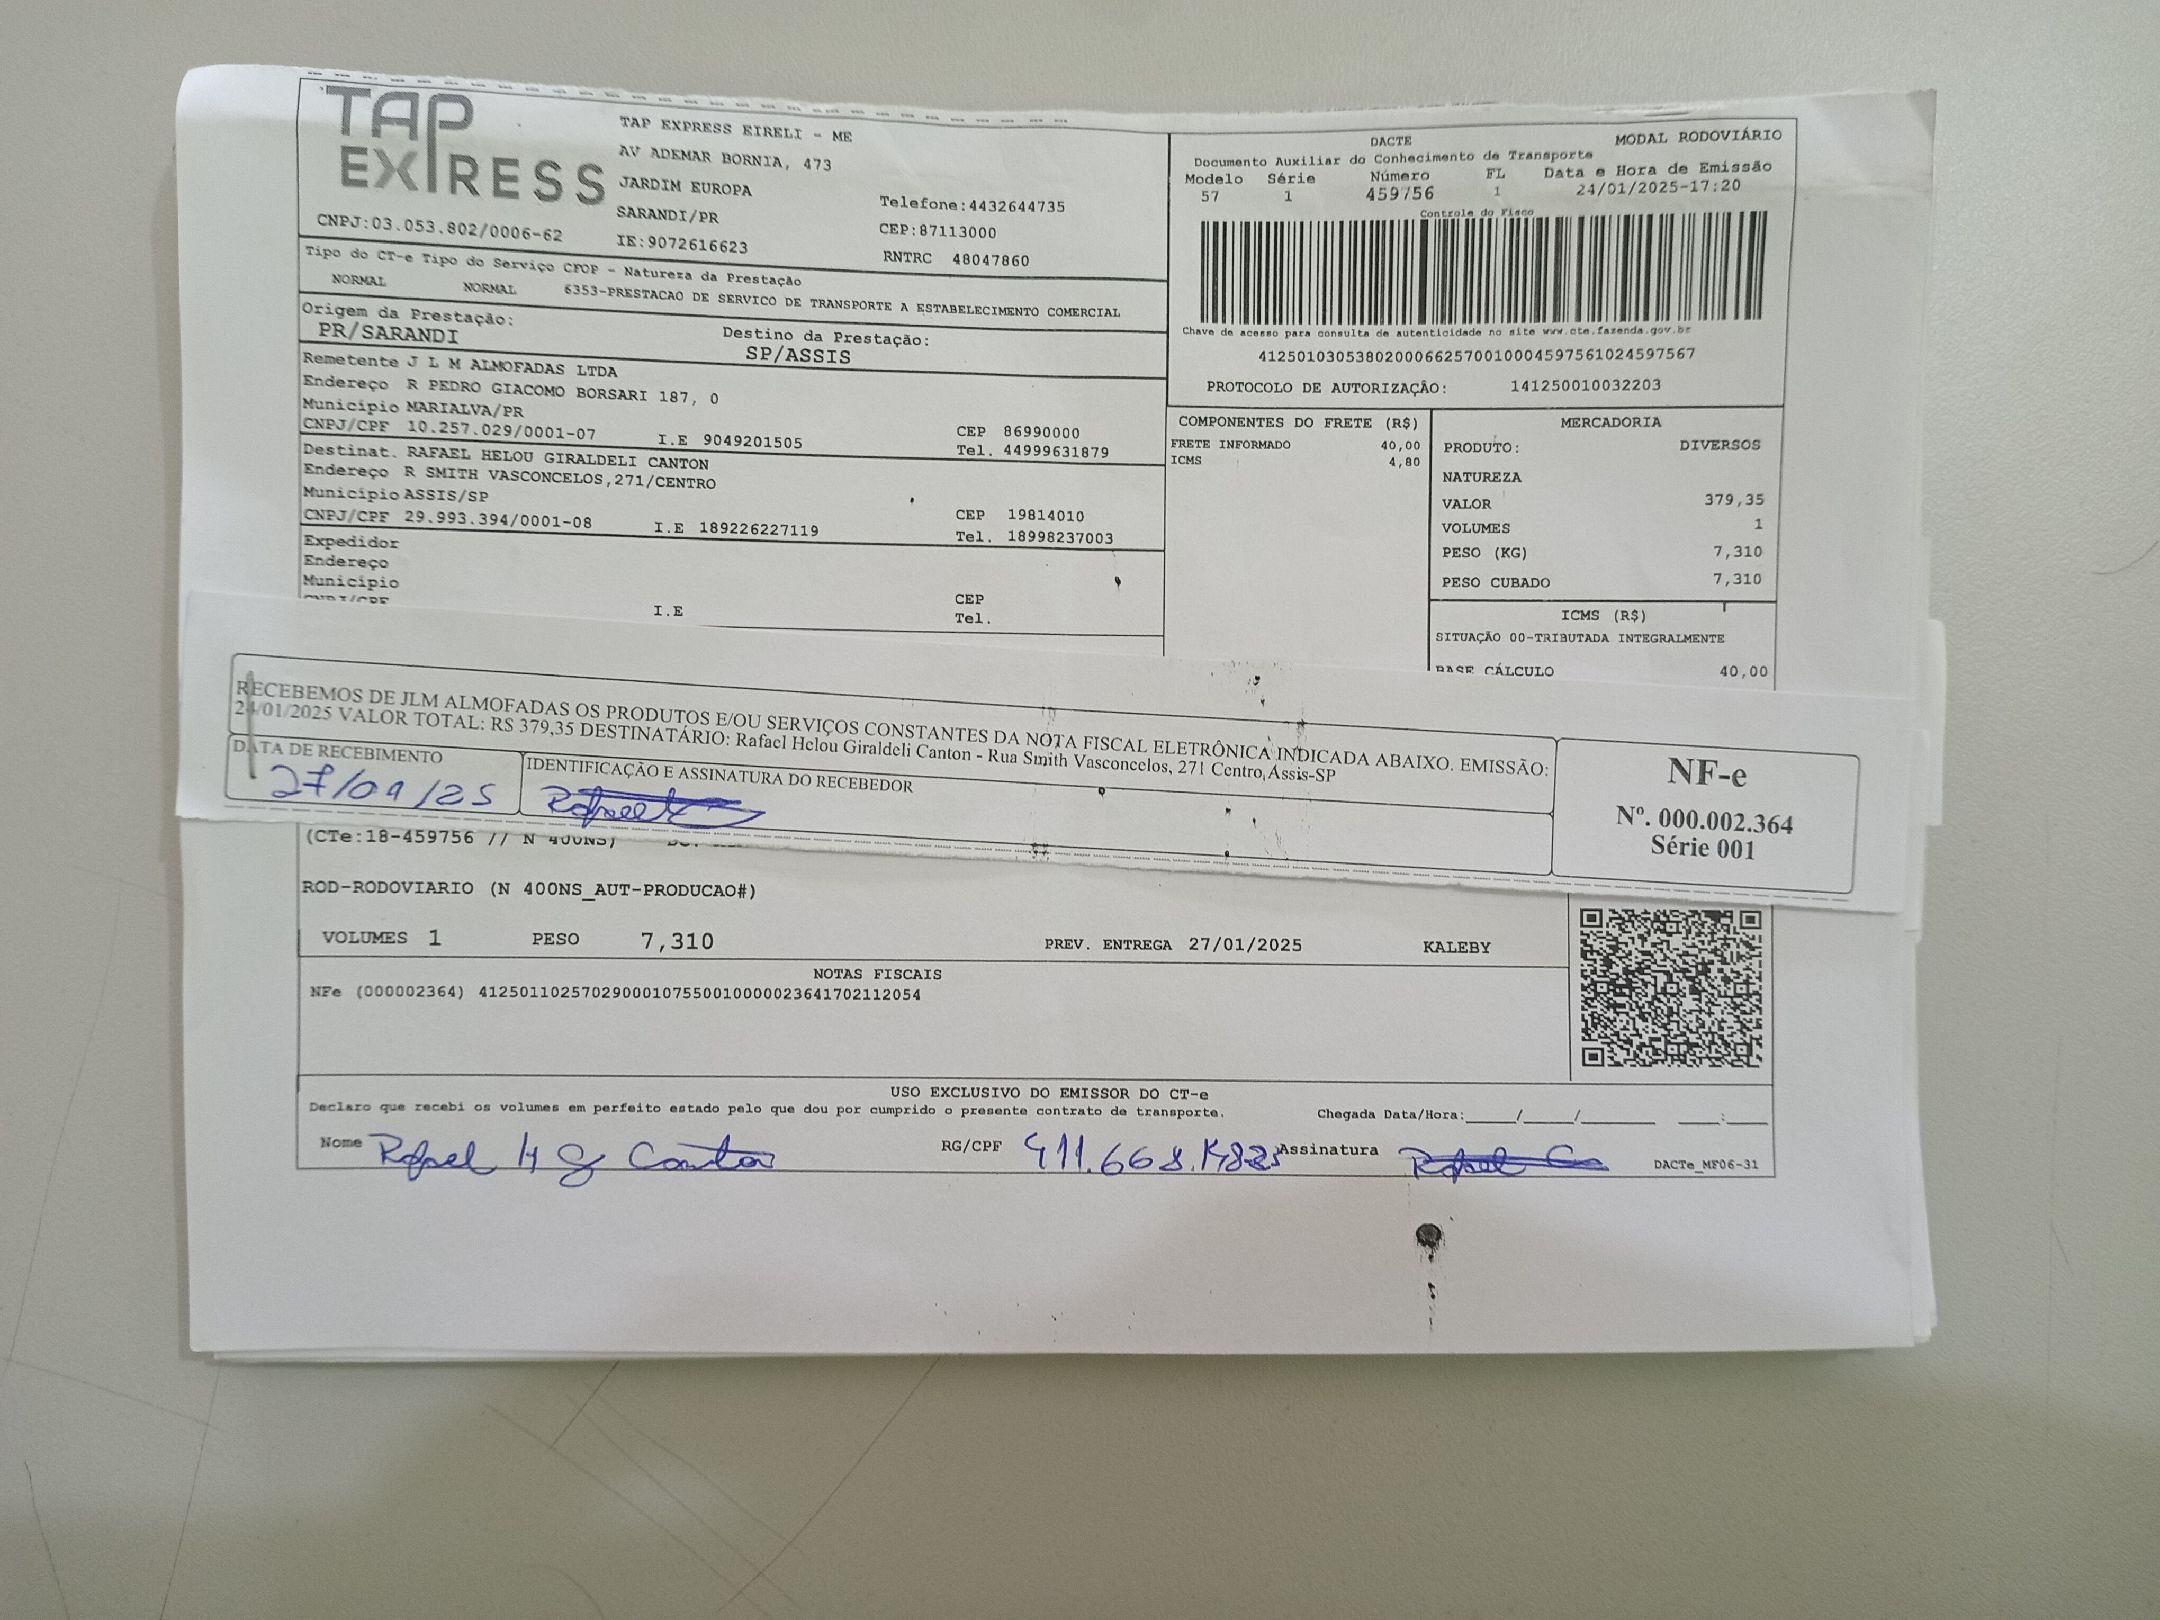 TAP EXPRESS
TAP EXPRESS EIRELI - ME
AV ADEMAR BORNIA, 473
JARDIM EUROPA
SARANDI/PR
Telefone:4432644735
CEP:87113000
CNPJ:03.053.802/0006-62
IE:9072616623
RNTRC 48047860
DACTE
MODAL RODOVIÁRIO
Documento Auxiliar do Conhecimento de Transporte
Modelo Série Número FL Data e Hora de Emissão
57 1 459756 1 24/01/2025-17:20
Controle do Fisco
Chave de acesso para consulta de autenticidade no site www.cte.fazenda.gov.br
41250103053802000662570010004597561024597567
PROTOCOLO DE AUTORIZAÇÃO: 141250010032203
Tipo do CT-e Tipo do Serviço CFOP - Natureza da Prestação
NORMAL NORMAL 6353-PRESTACAO DE SERVICO DE TRANSPORTE A ESTABELECIMENTO COMERCIAL
Origem da Prestação: Destino da Prestação:
PR/SARANDI SP/ASSIS
Remetente J L M ALMOFADAS LTDA
Endereço R PEDRO GIACOMO BORSARI 187, 0
Município MARIALVA/PR CEP 86990000
CNPJ/CPF 10.257.029/0001-07 I.E 9049201505 Tel. 44999631879
Destinat. RAFAEL HELOU GIRALDELI CANTON
Endereço R SMITH VASCONCELOS,271/CENTRO
Município ASSIS/SP CEP 19814010
CNPJ/CPF 29.993.394/0001-08 I.E 189226227119 Tel. 18998237003
Expedidor
Endereço
Município CEP
CNPJ/CPF I.E Tel.
COMPONENTES DO FRETE (R$)
FRETE INFORMADO 40,00
ICMS 4,80
MERCADORIA
PRODUTO: DIVERSOS
NATUREZA
VALOR 379,35
VOLUMES 1
PESO (KG) 7,310
PESO CUBADO 7,310
ICMS (R$)
SITUAÇÃO 00-TRIBUTADA INTEGRALMENTE
BASE CÁLCULO 40,00
RECEBEMOS DE JLM ALMOFADAS OS PRODUTOS E/OU SERVIÇOS CONSTANTES DA NOTA FISCAL ELETRÔNICA INDICADA ABAIXO. EMISSÃO:
24/01/2025 VALOR TOTAL: R$ 379,35 DESTINATÁRIO: Rafael Helou Giraldeli Canton - Rua Smith Vasconcelos, 271 Centro, Assis-SP
DATA DE RECEBIMENTO
27/01/25
IDENTIFICAÇÃO E ASSINATURA DO RECEBEDOR
NF-e
Nº. 000.002.364
Série 001
(CTe:18-459756 // N 400NS)
ROD-RODOVIARIO (N 400NS_AUT-PRODUCAO#)
VOLUMES 1 PESO 7,310 PREV. ENTREGA 27/01/2025 KALEBY
NOTAS FISCAIS
NFe (000002364) 41250110257029000107550010000023641702112054
USO EXCLUSIVO DO EMISSOR DO CT-e
Declaro que recebi os volumes em perfeito estado pelo que dou por cumprido o presente contrato de transporte. Chegada Data/Hora:____/____/______ ___:___
Nome Rafael H G Canton RG/CPF Assinatura DACTe_MF06-31